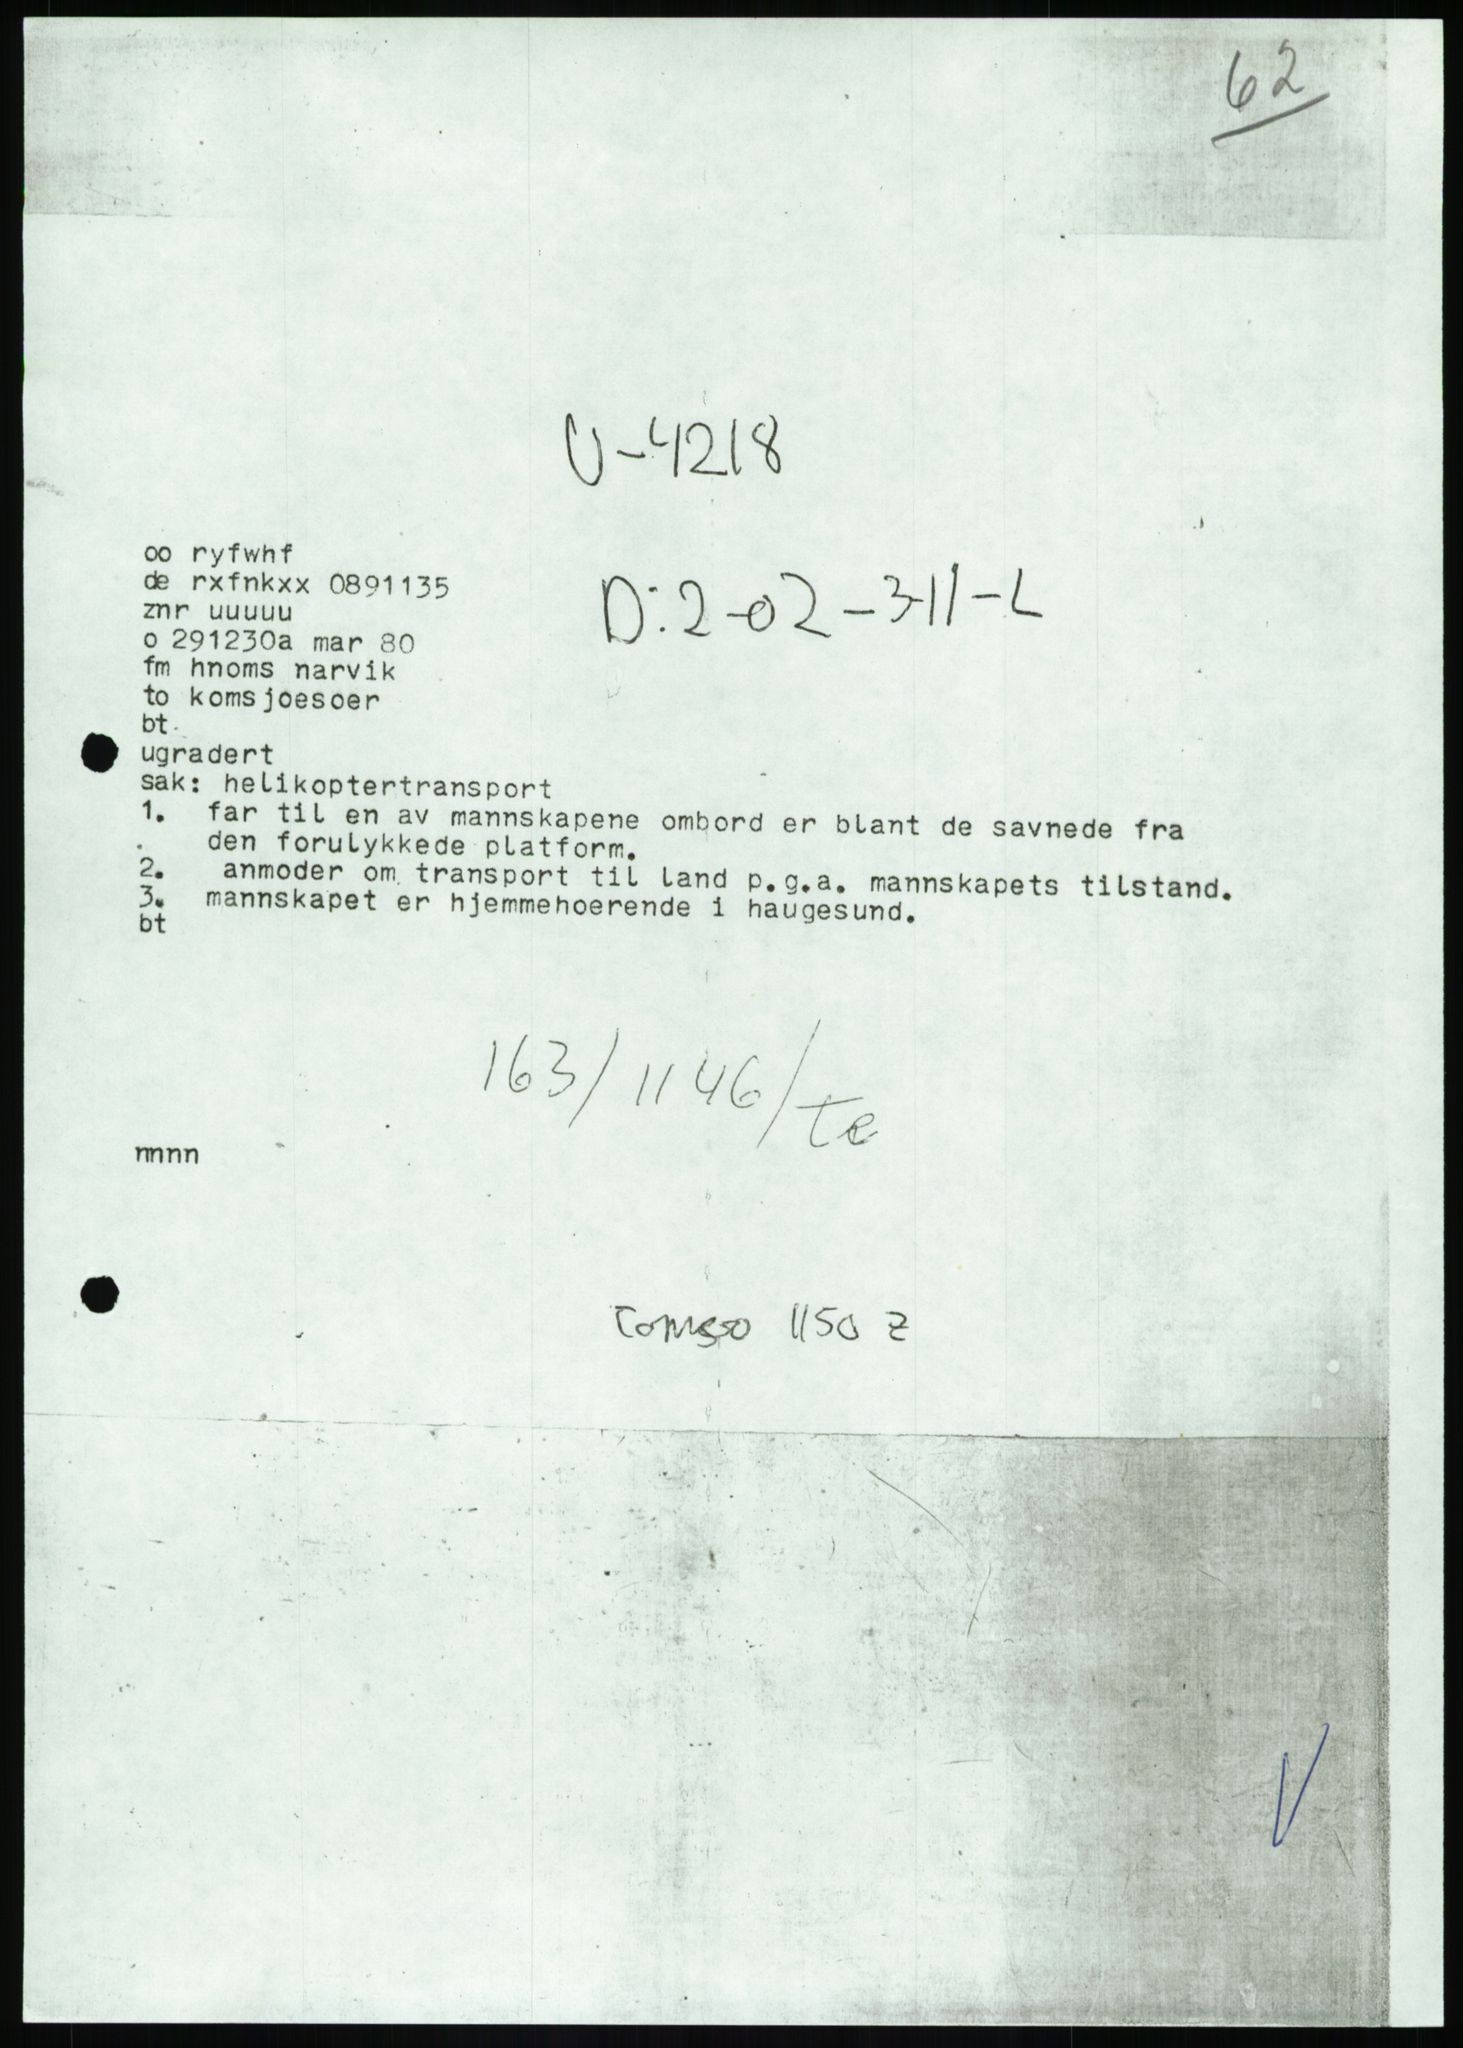 62
U-4218
oo ryfwhf
de rxfnkxx 0891135
D: 2-02-311-L
znr uuuuu
o 291230a mar 80
fm hnoms narvik
to komsjoesoer
bt
ugradert
sak: helikoptertransport
1. far til en av mannskapene ombord er blant de savnede fra
den forulykkede platform.
2. anmoder om transport til land p.g.a. mannskapets tilstand.
3. mannskapet er hjemmehoerende i haugesund.
bt
163/1146/te
nnnn
1150 z